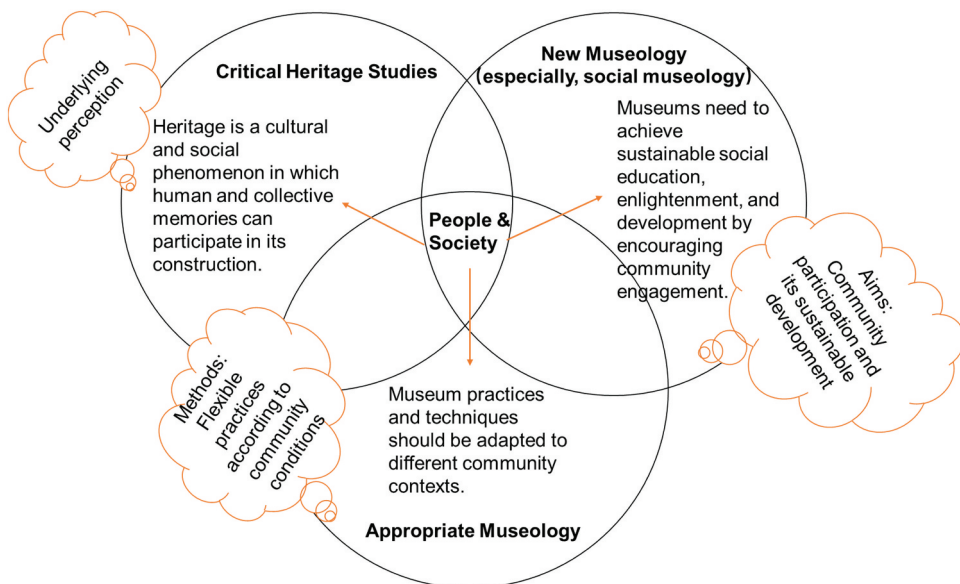 Critical Heritage Studies
New Museology
(especially, social museology)
Underlying
perception
Heritage is a cultural
and social
phenomenon in which
human and collective
memories can
participate in its
construction.
Museums need to
achieve
sustainable social
education,
enlightenment, and
development by
encouraging
community
engagement.
People &
Society
Aims:
Community
participation and
its sustainable
development
Methods:
Flexible
practices
according to
community
conditions
Museum practices
and techniques
should be adapted to
different community
contexts.
Appropriate Museology